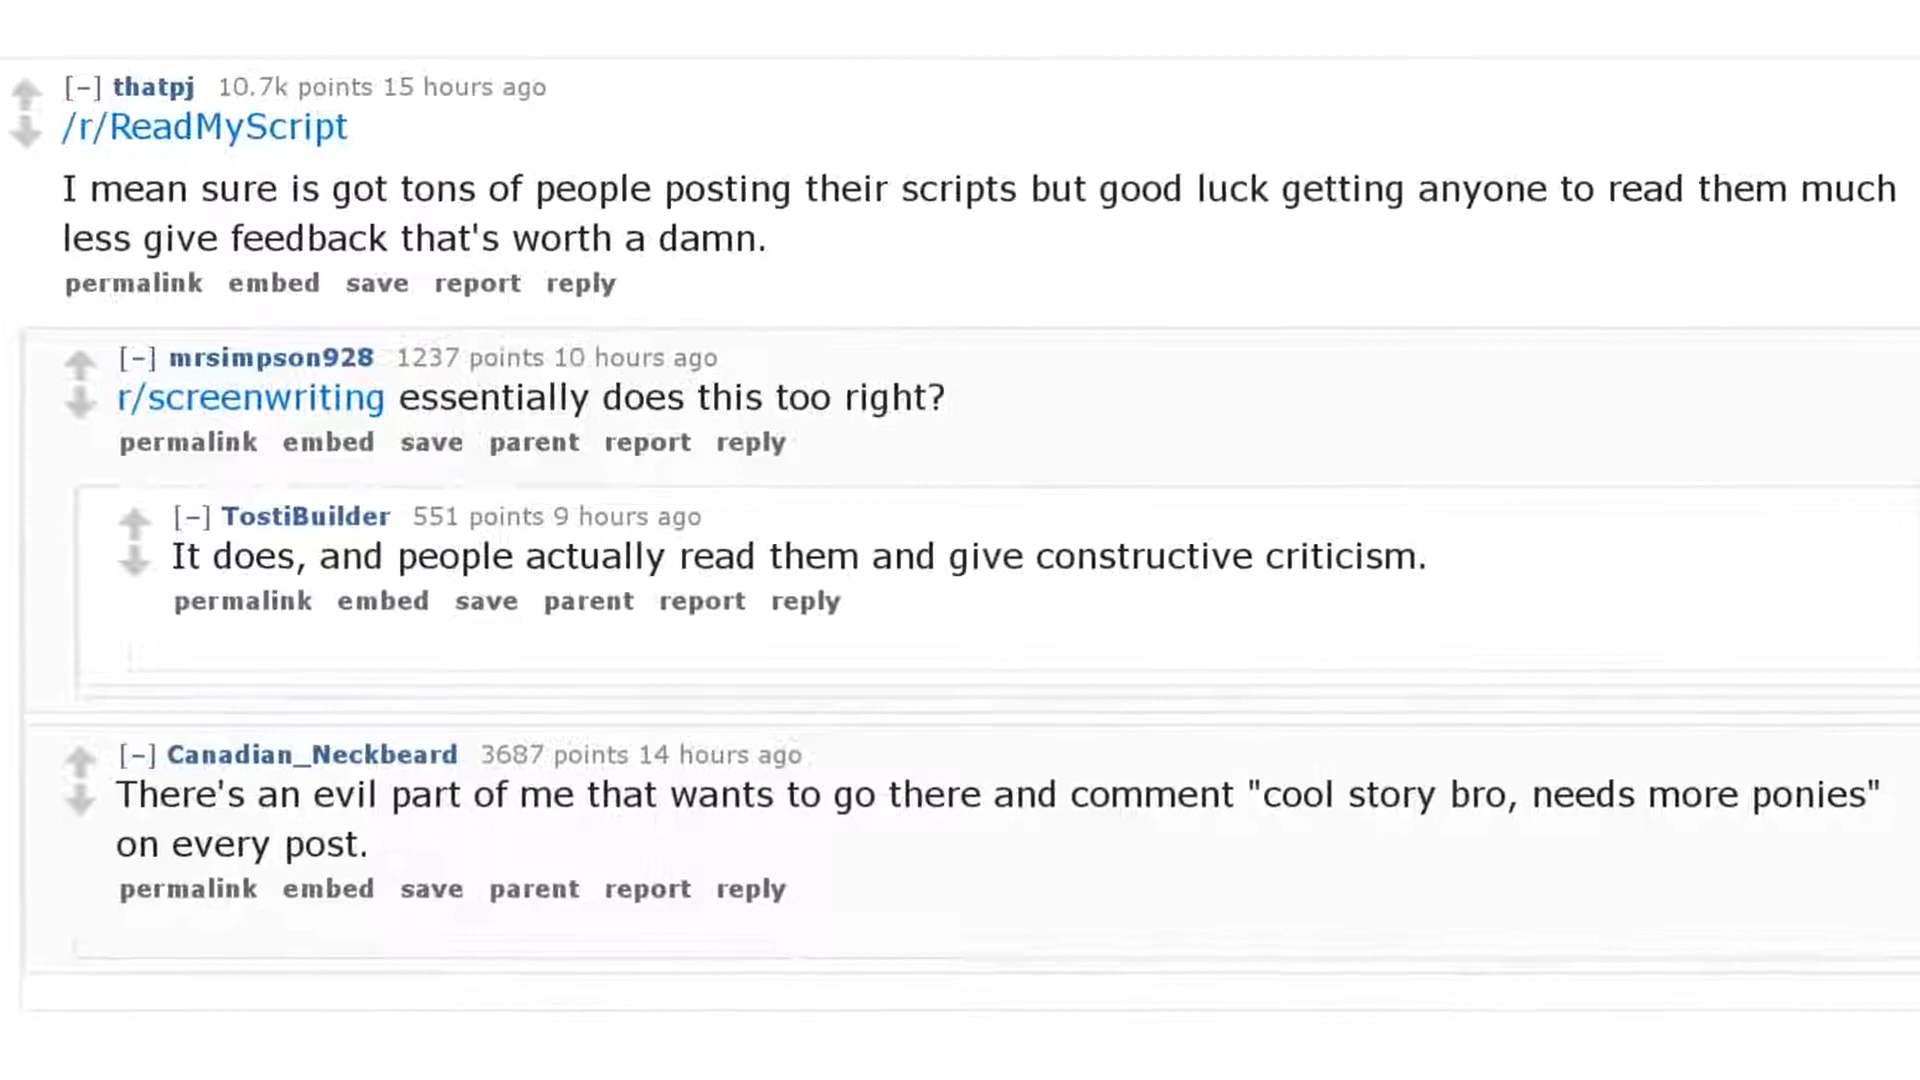 [–] thatpj 10.7k points 15 hours ago
/r/ReadMyScript
I mean sure is got tons of people posting their scripts but good luck getting anyone to read them much
less give feedback that's worth a damn.
permalink embed save report reply
[–] mrsimpson928 1237 points 10 hours ago
r/screenwriting essentially does this too right?
permalink embed save parent report reply
[–] TostiBuilder 551 points 9 hours ago
It does, and people actually read them and give constructive criticism.
permalink embed save parent report reply
[–] Canadian_Neckbeard 3687 points 14 hours ago
There's an evil part of me that wants to go there and comment "cool story bro, needs more ponies"
on every post.
permalink embed save parent report reply